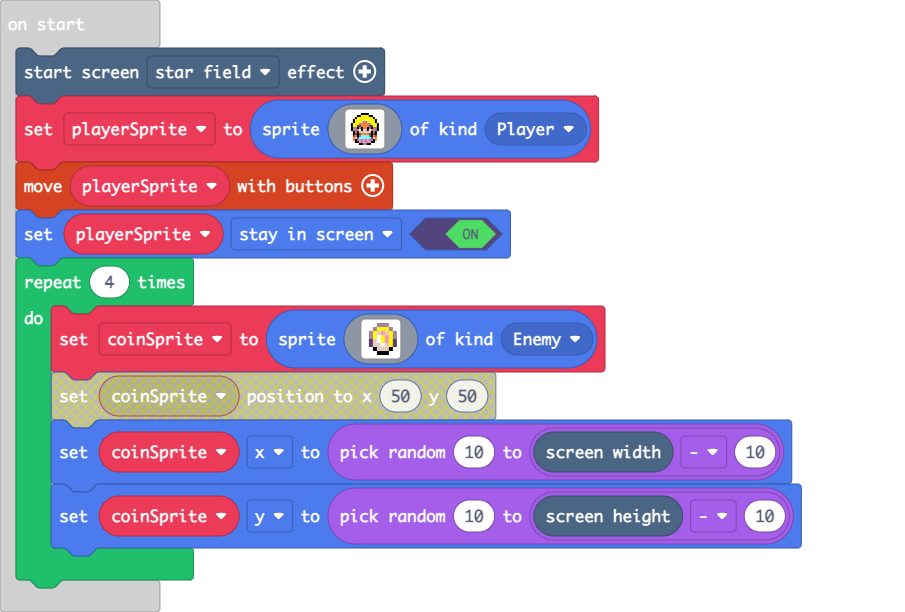 on start
start screen star field effect
set playerSprite to sprite of kind Player
move playerSprite with buttons
set playerSprite stay in screen ON
repeat 4 times
do
set coinSprite to sprite of kind Enemy
set coinSprite position to x 50 y 50
set coinSprite x to pick random 10 to screen width - 10
set coinSprite y to pick random 10 to screen height - 10